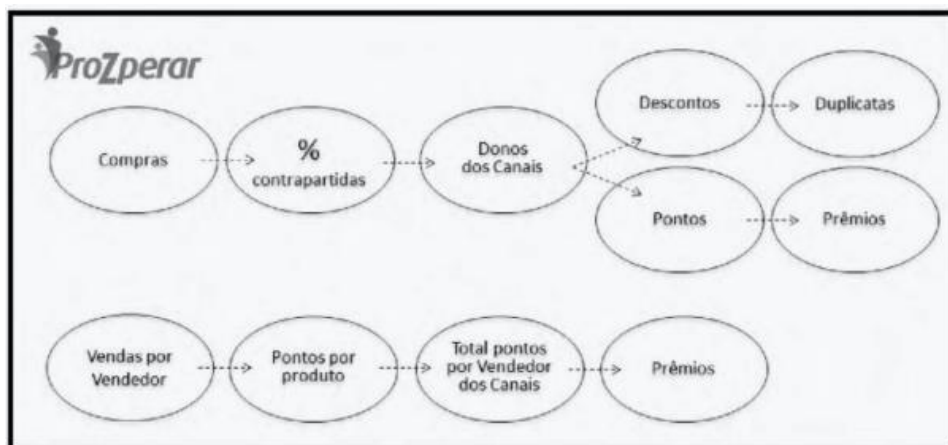 ProZperar
Compras
%
contrapartidas
Donos
dos Canais
Descontos
Duplicatas
Pontos
Prêmios
Vendas por
Vendedor
Pontos por
produto
Total pontos
por Vendedor
dos Canais
Prêmios